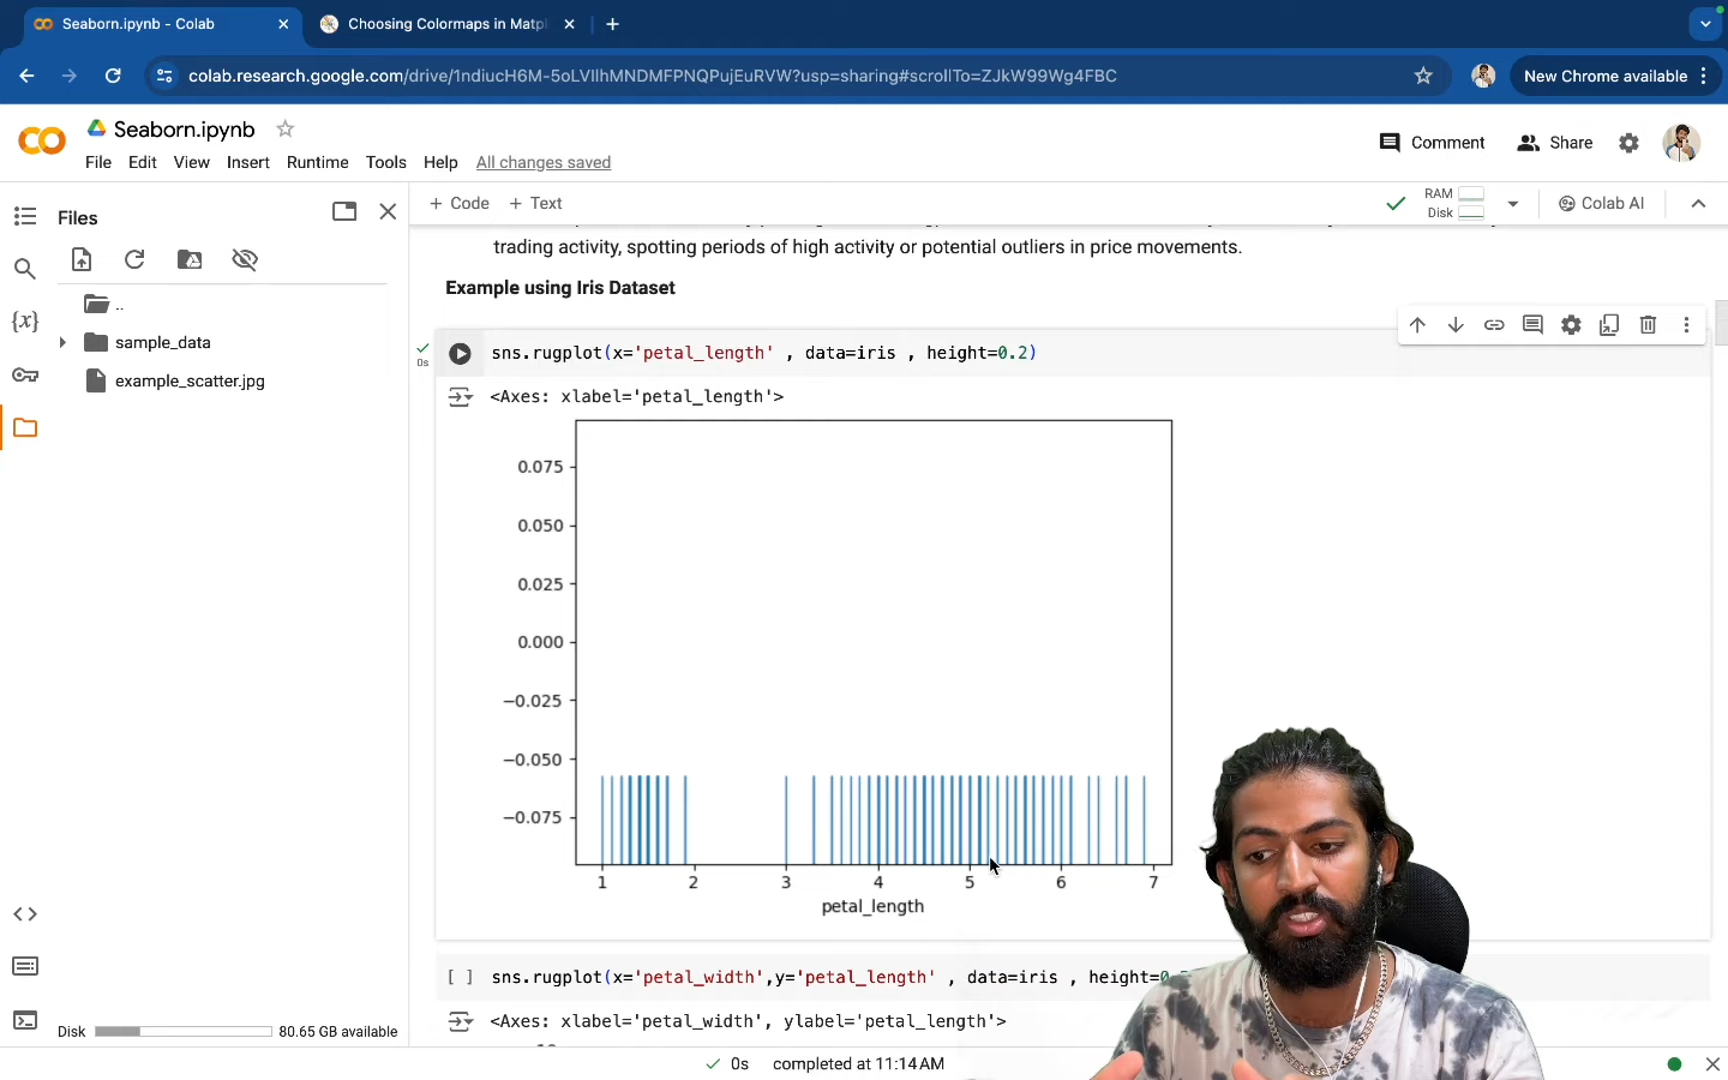 Seaborn.ipynb - Colab
Choosing Colormaps in Matpl
colab.research.google.com/drive/1ndiucH6M-5oLVIlhMNDMFPNQPujEuRVW?usp=sharing#scrollTo=ZJkW99Wg4FBC
New Chrome available
Seaborn.ipynb
Comment
Share
File Edit View Insert Runtime Tools Help All changes saved
Files
+ Code + Text
RAM
Disk
Colab AI
trading activity, spotting periods of high activity or potential outliers in price movements.
Example using Iris Dataset
..
sample_data
example_scatter.jpg
{x}
0s
sns.rugplot(x='petal_length' , data=iris , height=0.2)
<Axes: xlabel='petal_length'>
0.075
0.050
0.025
0.000
−0.025
−0.050
−0.075
1 2 3 4 5 6 7
petal_length
[ ] sns.rugplot(x='petal_width',y='petal_length' , data=iris , height=0.
<Axes: xlabel='petal_width', ylabel='petal_length'>
Disk 80.65 GB available
0s completed at 11:14 AM